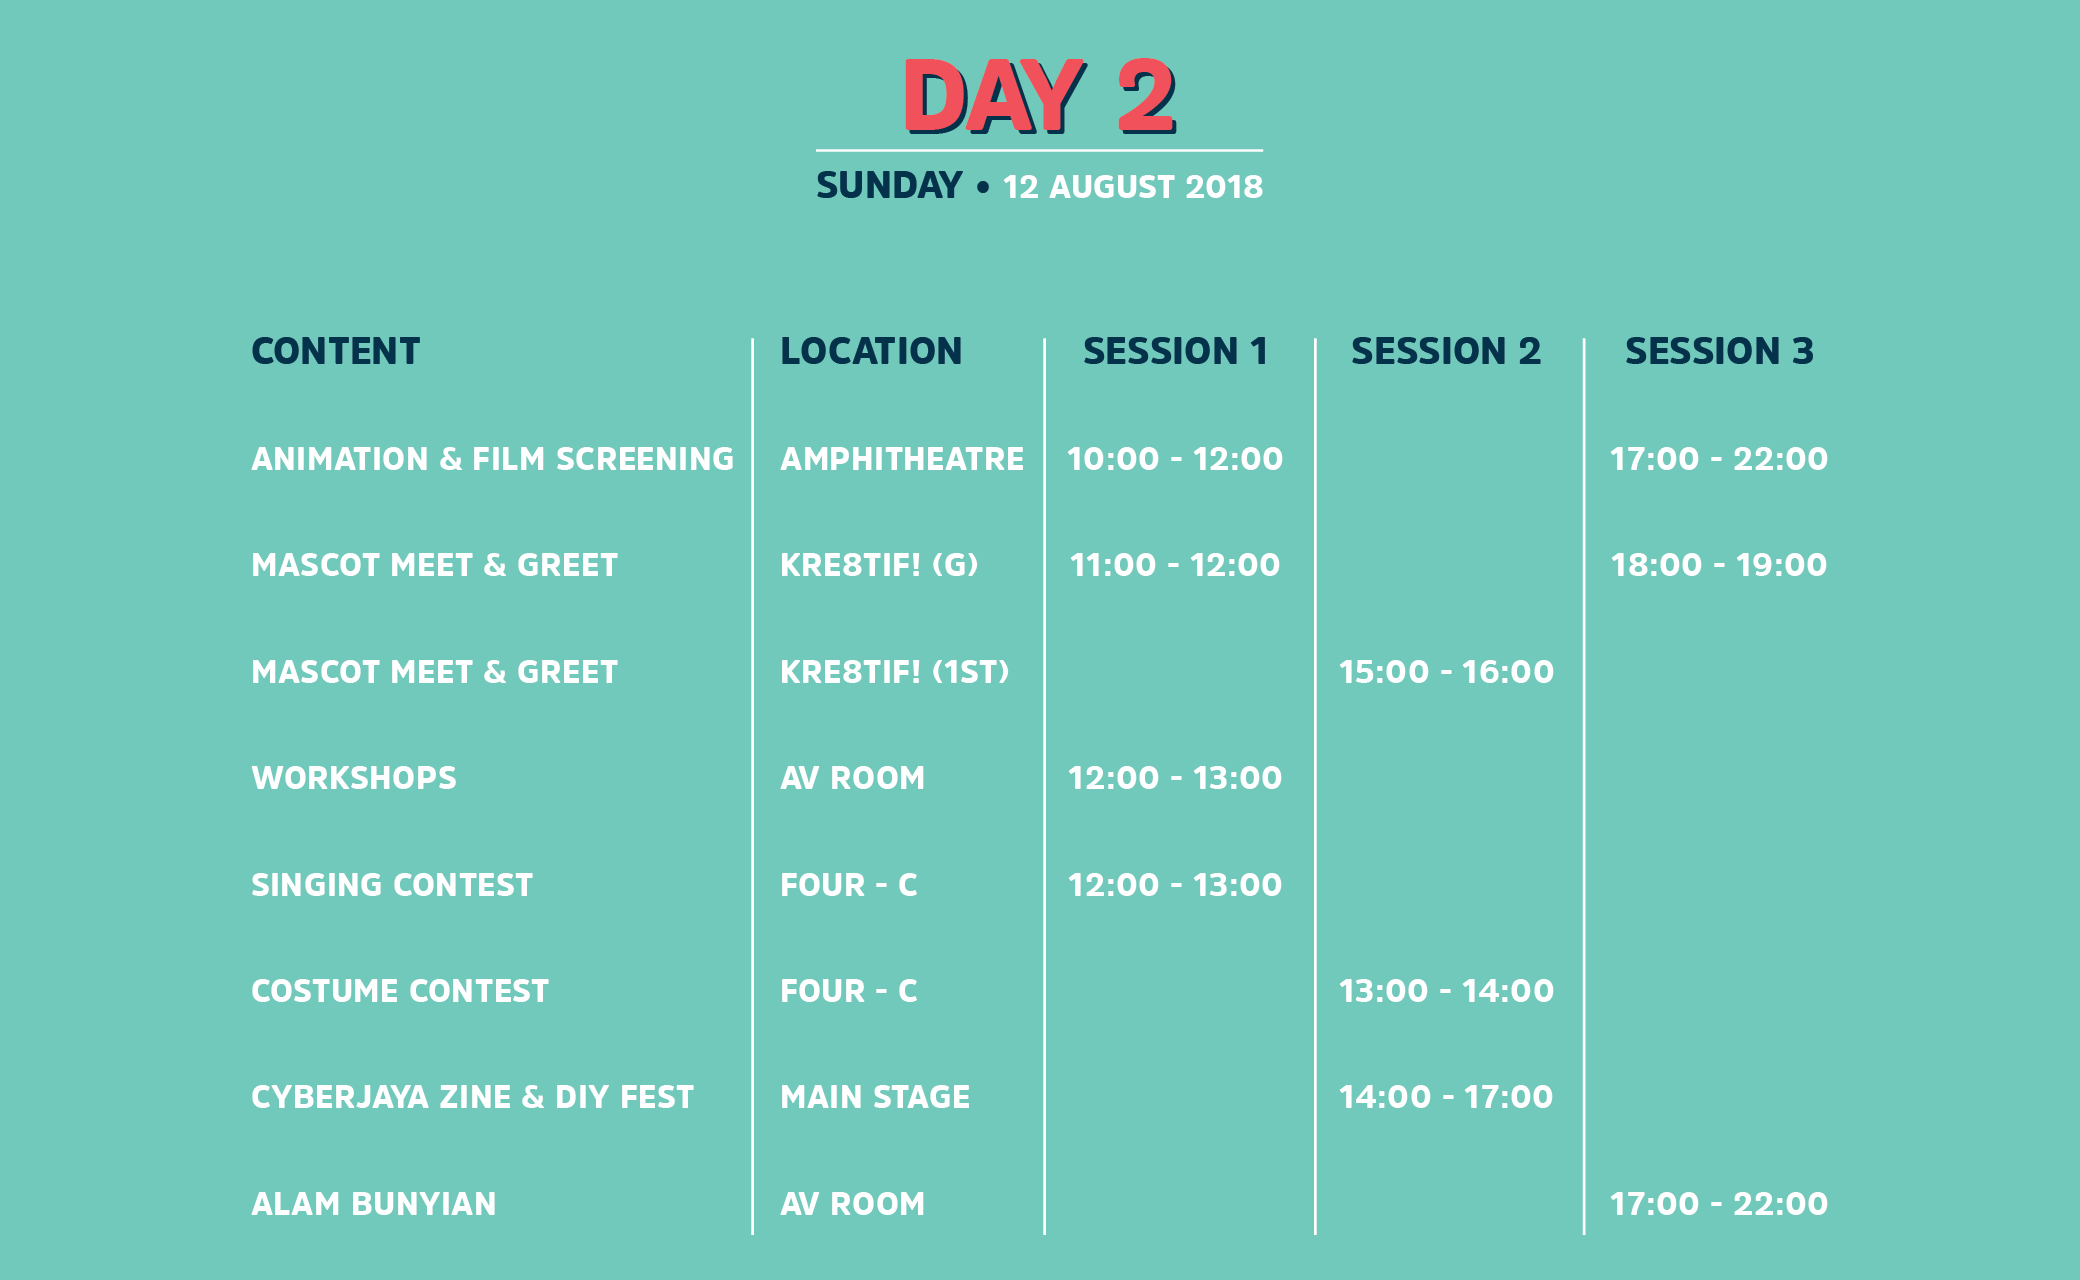 DAY 2
SUNDAY • 12 AUGUST 2018
CONTENT LOCATION SESSION 1 SESSION 2 SESSION 3
ANIMATION & FILM SCREENING AMPHITHEATRE 10:00 - 12:00 17:00 - 22:00
MASCOT MEET & GREET KRE8TIF! (G) 11:00 - 12:00 18:00 - 19:00
MASCOT MEET & GREET KRE8TIF! (1ST) 15:00 - 16:00
WORKSHOPS AV ROOM 12:00 - 13:00
SINGING CONTEST FOUR - C 12:00 - 13:00
COSTUME CONTEST FOUR - C 13:00 - 14:00
CYBERJAYA ZINE & DIY FEST MAIN STAGE 14:00 - 17:00
ALAM BUNYIAN AV ROOM 17:00 - 22:00